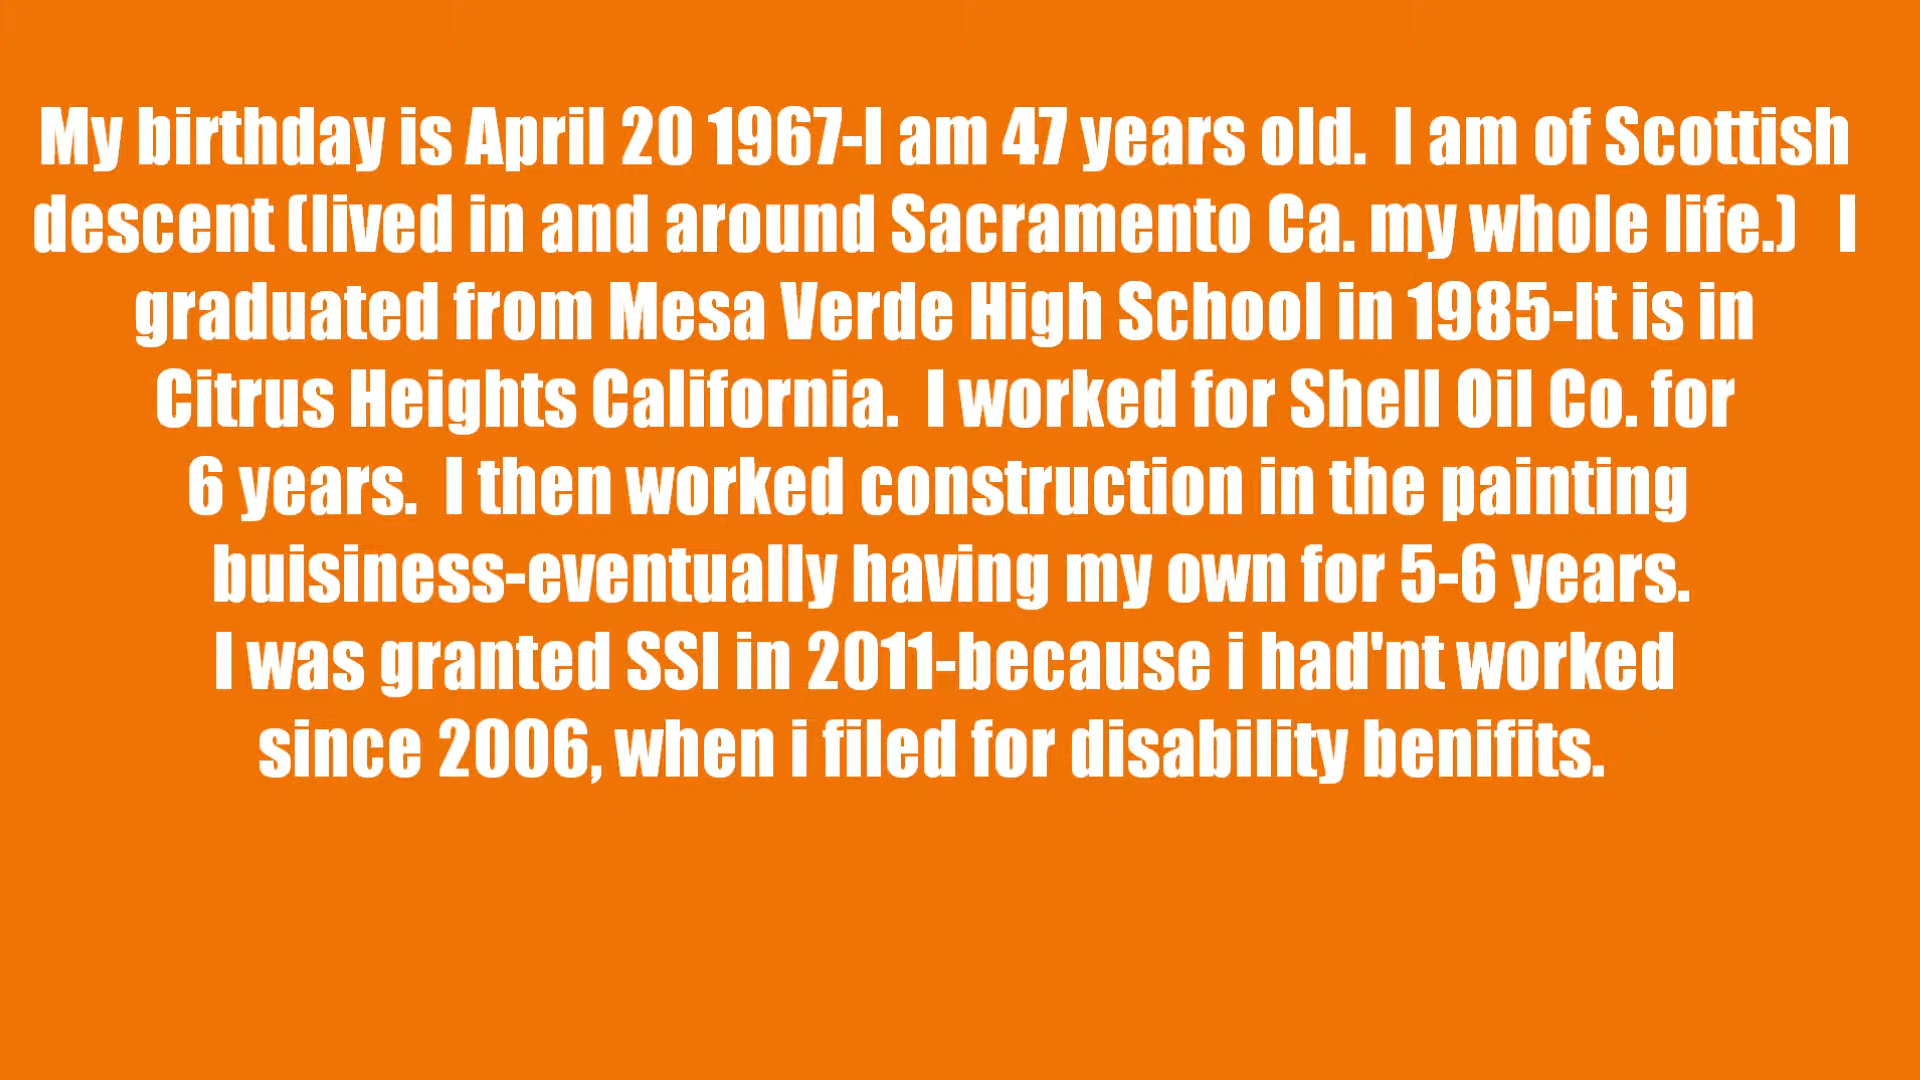 My birthday is April 20 1967-I am 47 years old.  I am of Scottish
descent (lived in and around Sacramento Ca. my whole life.)   I
graduated from Mesa Verde High School in 1985-It is in
Citrus Heights California.  I worked for Shell Oil Co. for
6 years.  I then worked construction in the painting
buisiness-eventually having my own for 5-6 years.
I was granted SSI in 2011-because i had'nt worked
since 2006, when i filed for disability benifits.